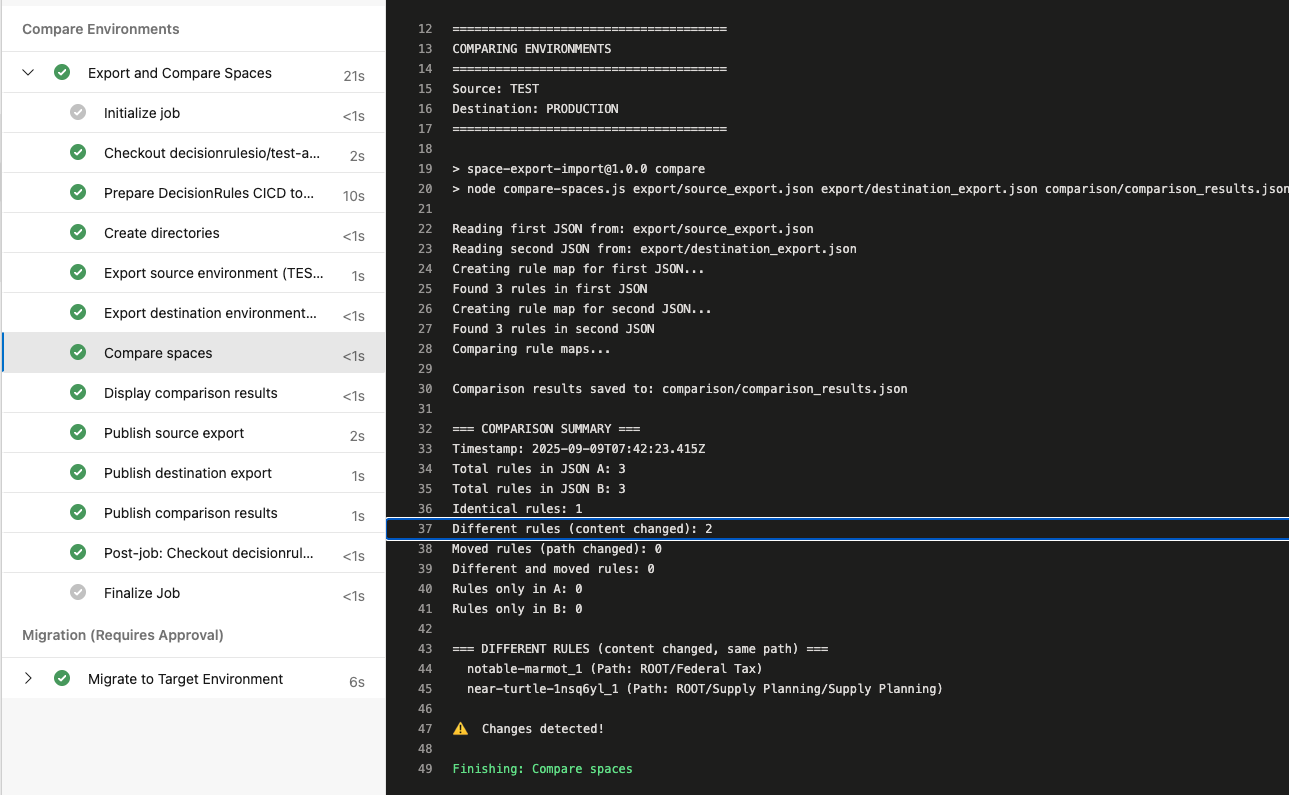 Compare Environments
Export and Compare Spaces 21s
Initialize job <1s
Checkout decisionrulesio/test-a... 2s
Prepare DecisionRules CICD to... 10s
Create directories <1s
Export source environment (TES... 1s
Export destination environment... <1s
Compare spaces <1s
Display comparison results <1s
Publish source export 2s
Publish destination export 1s
Publish comparison results 1s
Post-job: Checkout decisionrul... <1s
Finalize Job <1s
Migration (Requires Approval)
Migrate to Target Environment 6s
12 ======================================
13 COMPARING ENVIRONMENTS
14 ======================================
15 Source: TEST
16 Destination: PRODUCTION
17 ======================================
18
19 > space-export-import@1.0.0 compare
20 > node compare-spaces.js export/source_export.json export/destination_export.json comparison/comparison_results.json
21
22 Reading first JSON from: export/source_export.json
23 Reading second JSON from: export/destination_export.json
24 Creating rule map for first JSON...
25 Found 3 rules in first JSON
26 Creating rule map for second JSON...
27 Found 3 rules in second JSON
28 Comparing rule maps...
29
30 Comparison results saved to: comparison/comparison_results.json
31
32 === COMPARISON SUMMARY ===
33 Timestamp: 2025-09-09T07:42:23.415Z
34 Total rules in JSON A: 3
35 Total rules in JSON B: 3
36 Identical rules: 1
37 Different rules (content changed): 2
38 Moved rules (path changed): 0
39 Different and moved rules: 0
40 Rules only in A: 0
41 Rules only in B: 0
42
43 === DIFFERENT RULES (content changed, same path) ===
44 notable-marmot_1 (Path: ROOT/Federal Tax)
45 near-turtle-1nsq6yl_1 (Path: ROOT/Supply Planning/Supply Planning)
46
47 ⚠️ Changes detected!
48
49 Finishing: Compare spaces